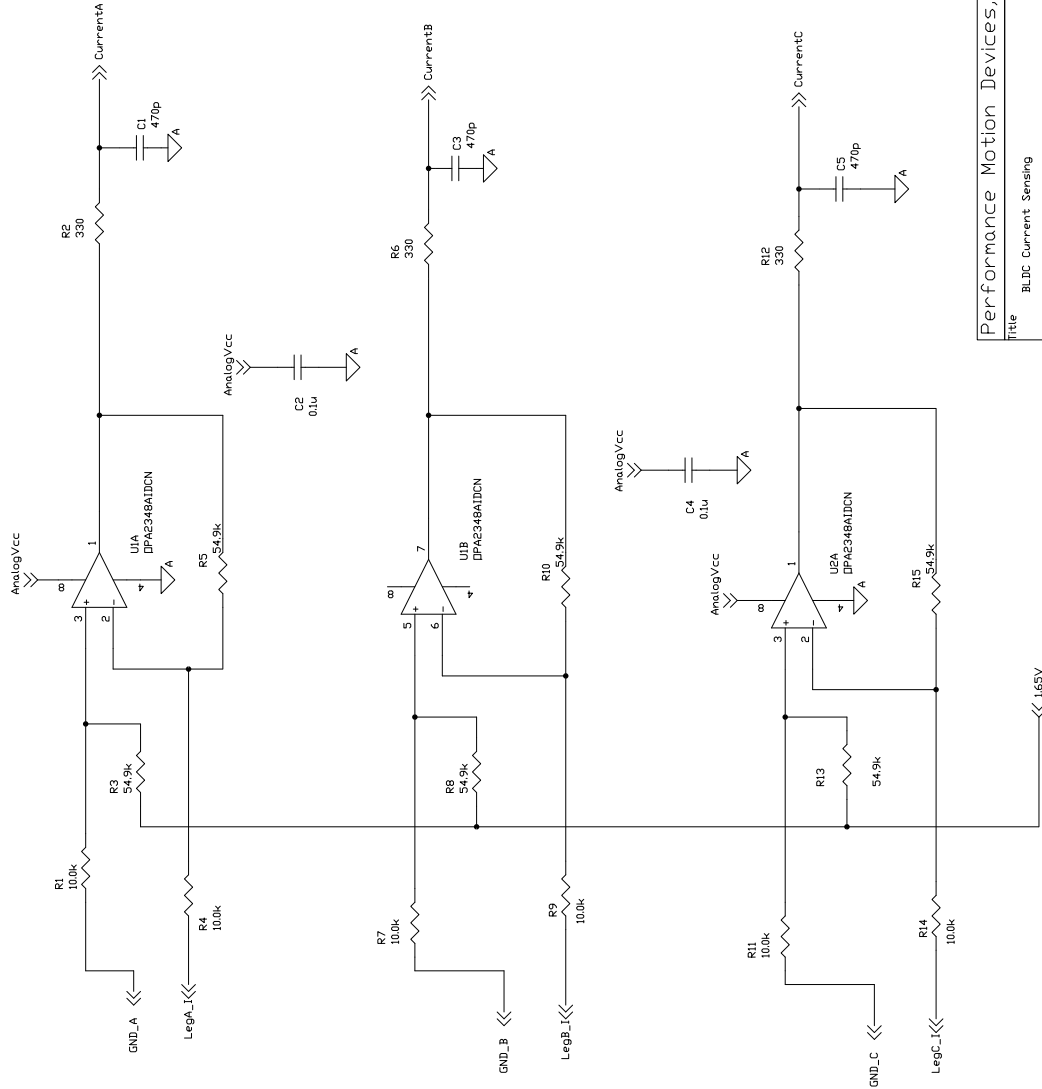 CurrentA
C1
470p
A
R2
330
AnalogVcc
8
3
+
2
-
1
4
A
U1A
OPA2348AIDCN
R5
54.9k
R3
54.9k
R1
10.0k
R4
10.0k
GND_A
LegA_I
AnalogVcc
C2
0.1u
A
CurrentB
C3
470p
A
R6
330
8
5
+
6
-
7
4
U1B
OPA2348AIDCN
R10
54.9k
R8
54.9k
R7
10.0k
R9
10.0k
GND_B
LegB_I
AnalogVcc
C4
0.1u
A
CurrentC
C5
470p
A
R12
330
AnalogVcc
8
3
+
2
-
1
4
A
U2A
OPA2348AIDCN
R15
54.9k
R13
54.9k
R11
10.0k
R14
10.0k
GND_C
LegC_I
1.65V
Performance Motion Devices,
Title
BLDC Current Sensing